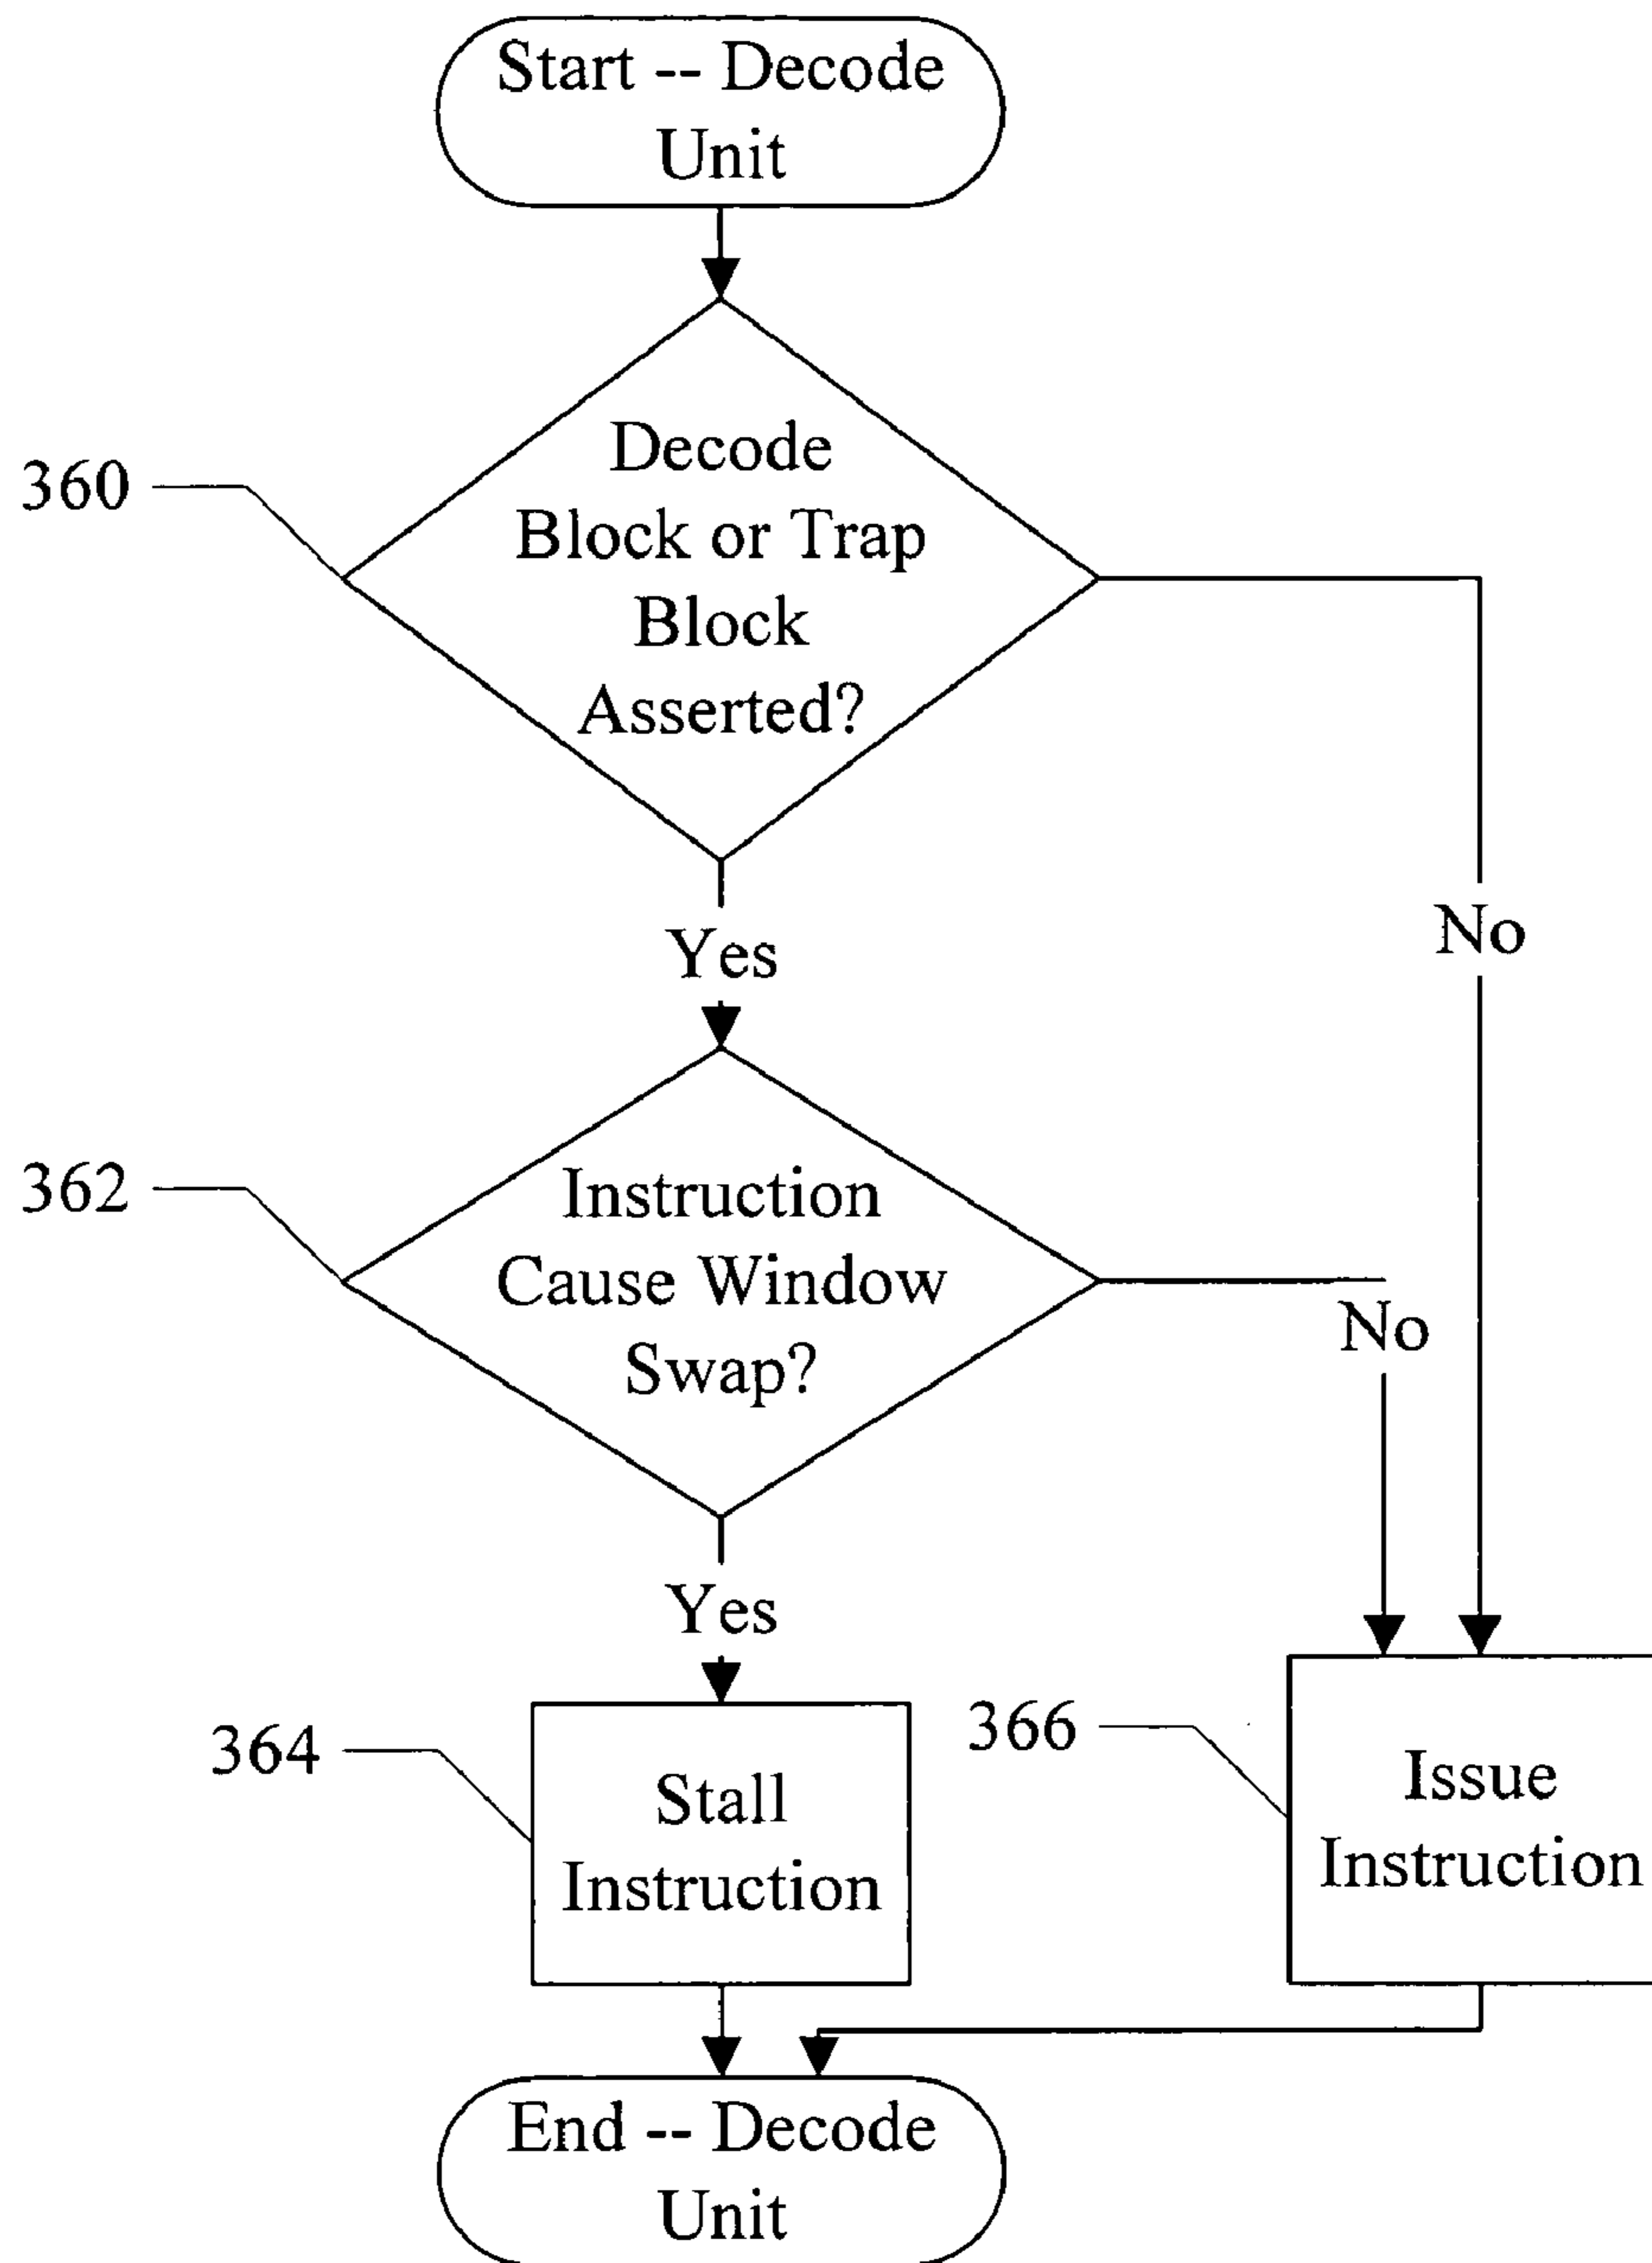 Start -- Decode
Unit
360
Decode
Block or Trap
Block
Asserted?
Yes
No
362
Instruction
Cause Window
Swap?
No
Yes
364
Stall
Instruction
366
Issue
Instruction
End -- Decode
Unit